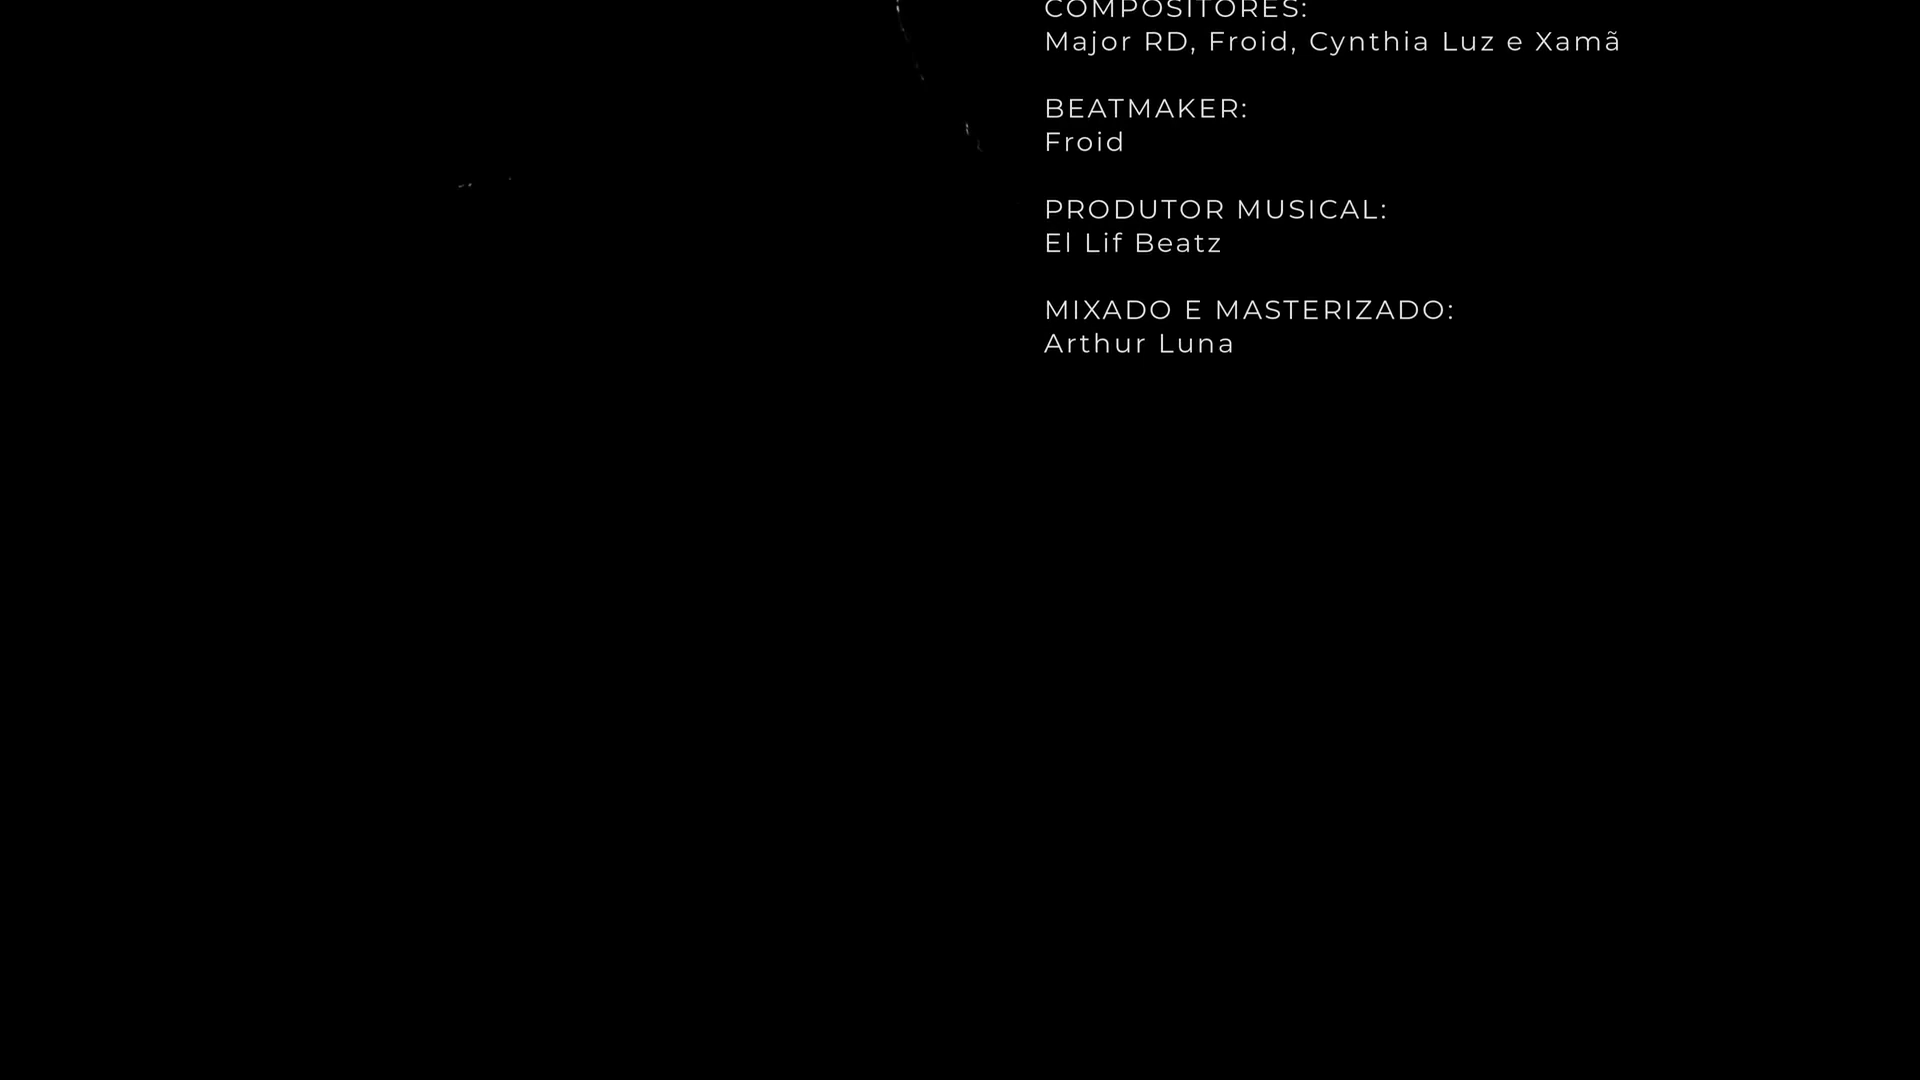 COMPOSITORES:
Major RD, Froid, Cynthia Luz e Xamã
BEATMAKER:
Froid
PRODUTOR MUSICAL:
El Lif Beatz
MIXADO E MASTERIZADO:
Arthur Luna